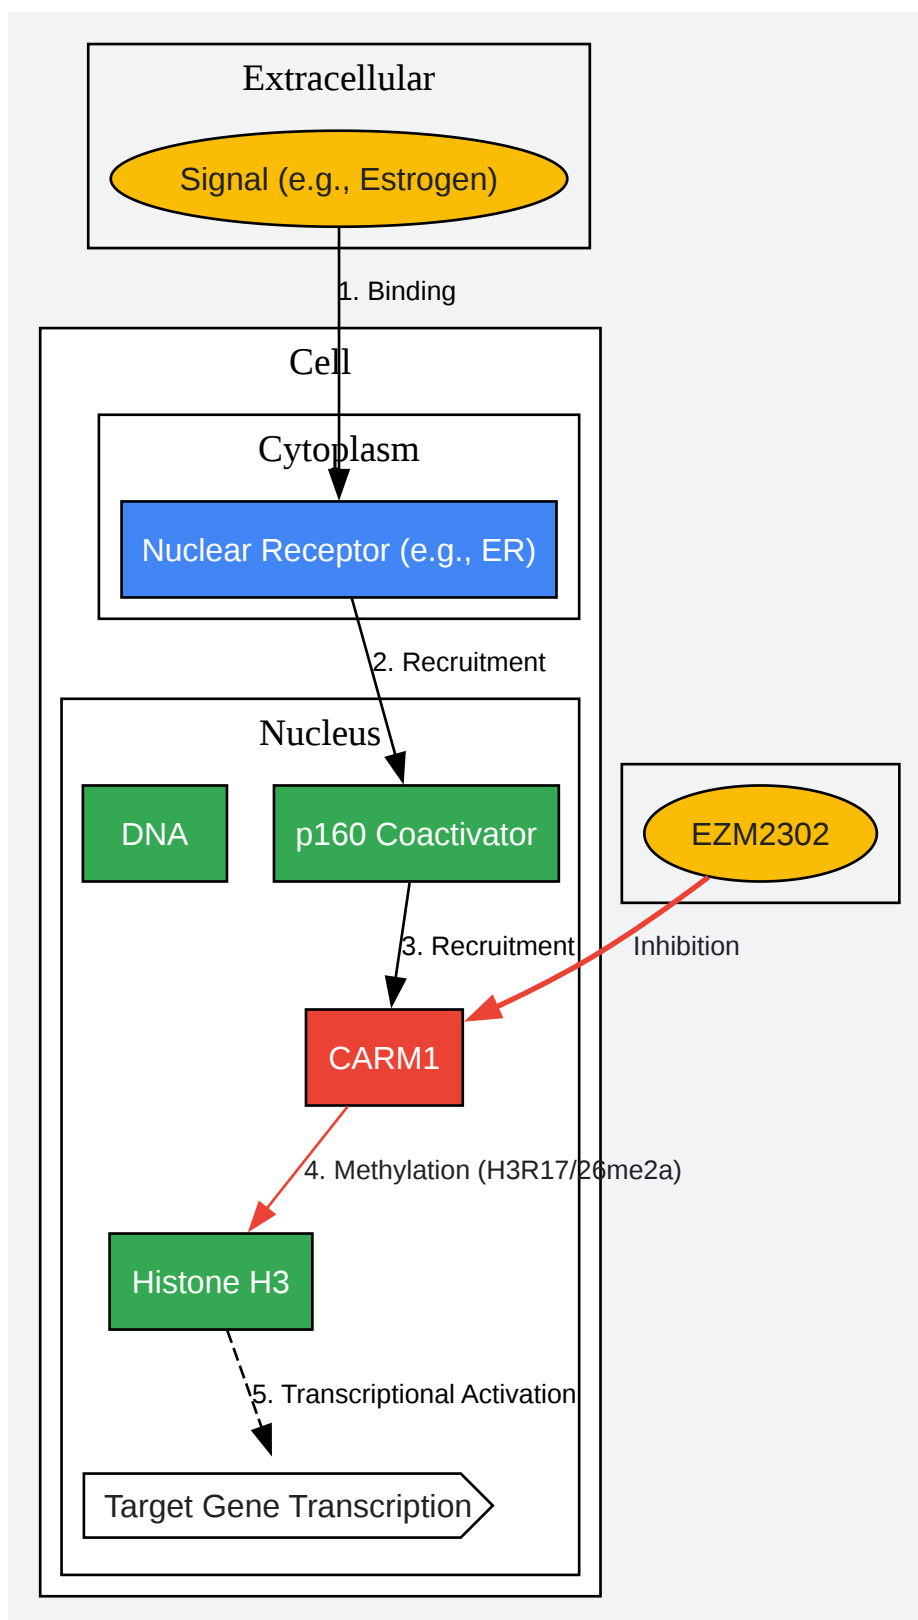 Extracellular
Signal (e.g., Estrogen)
1. Binding
Cell
Cytoplasm
Nuclear Receptor (e.g., ER)
2. Recruitment
Nucleus
DNA
p160 Coactivator
EZM2302
3. Recruitment
Inhibition
CARM1
4. Methylation (H3R17/26me2a)
Histone H3
5. Transcriptional Activation
Target Gene Transcription